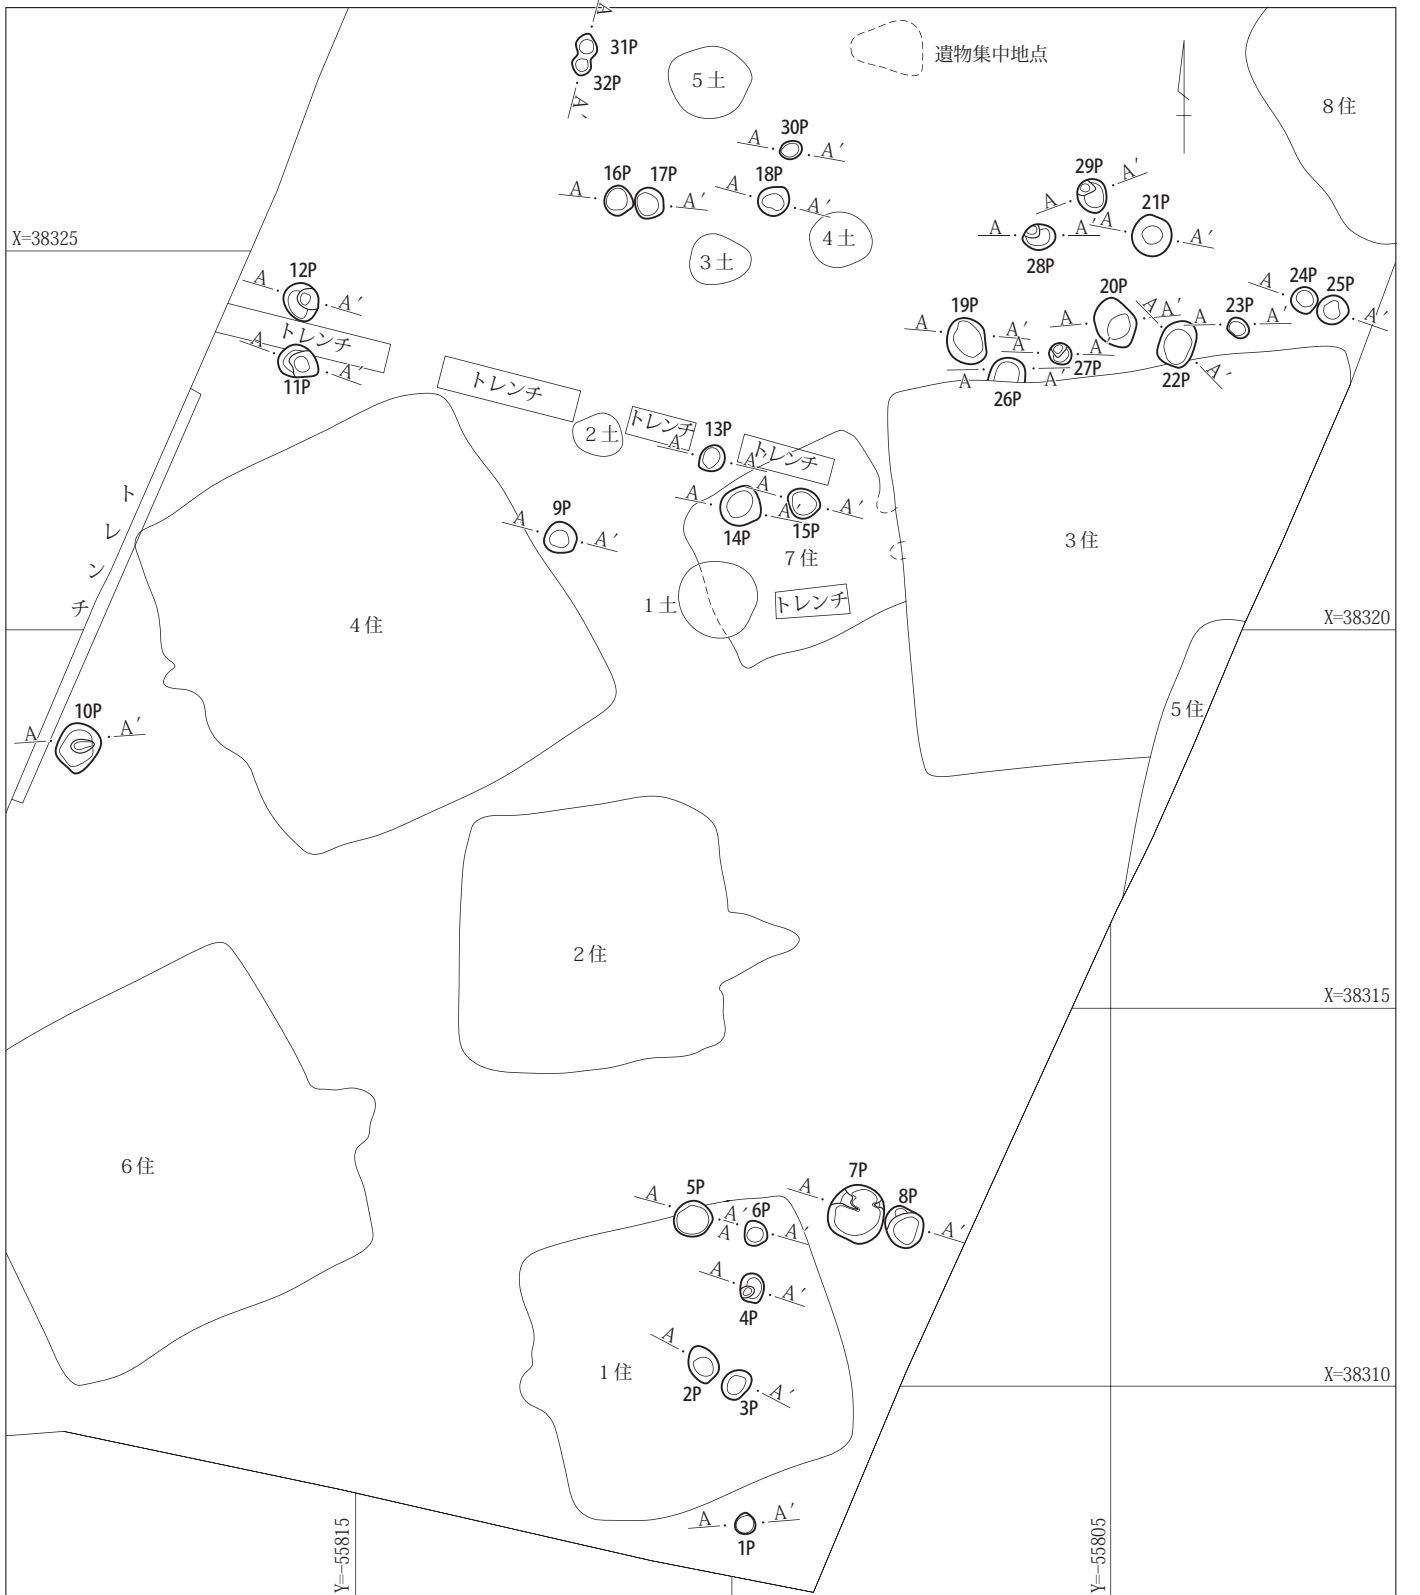 A
31P
32P
A'
5土
遺物集中地点
8住
A 30P A'
A 16P 17P A'
A 18P A'
4土
3土
A 29P A'
A 21P A'
A 28P A'
X=38325
A 12P A'
トレンチ
A 11P A'
トレンチ
2土
トレンチ
A 13P A'
トレンチ
A 19P A'
A 20P A'
A 22P A'
A 23P A'
A 24P 25P A'
A 26P A'
A 27P A'
トレンチ
A 9P A'
A 14P A'
A 15P A'
7住
3住
1土
トレンチ
4住
X=38320
5住
A 10P A'
2住
X=38315
6住
A 5P A'
A 6P A'
A 7P 8P A'
A 4P A'
1住
A 2P 3P A'
X=38310
A 1P A'
Y=-55815
Y=-55805